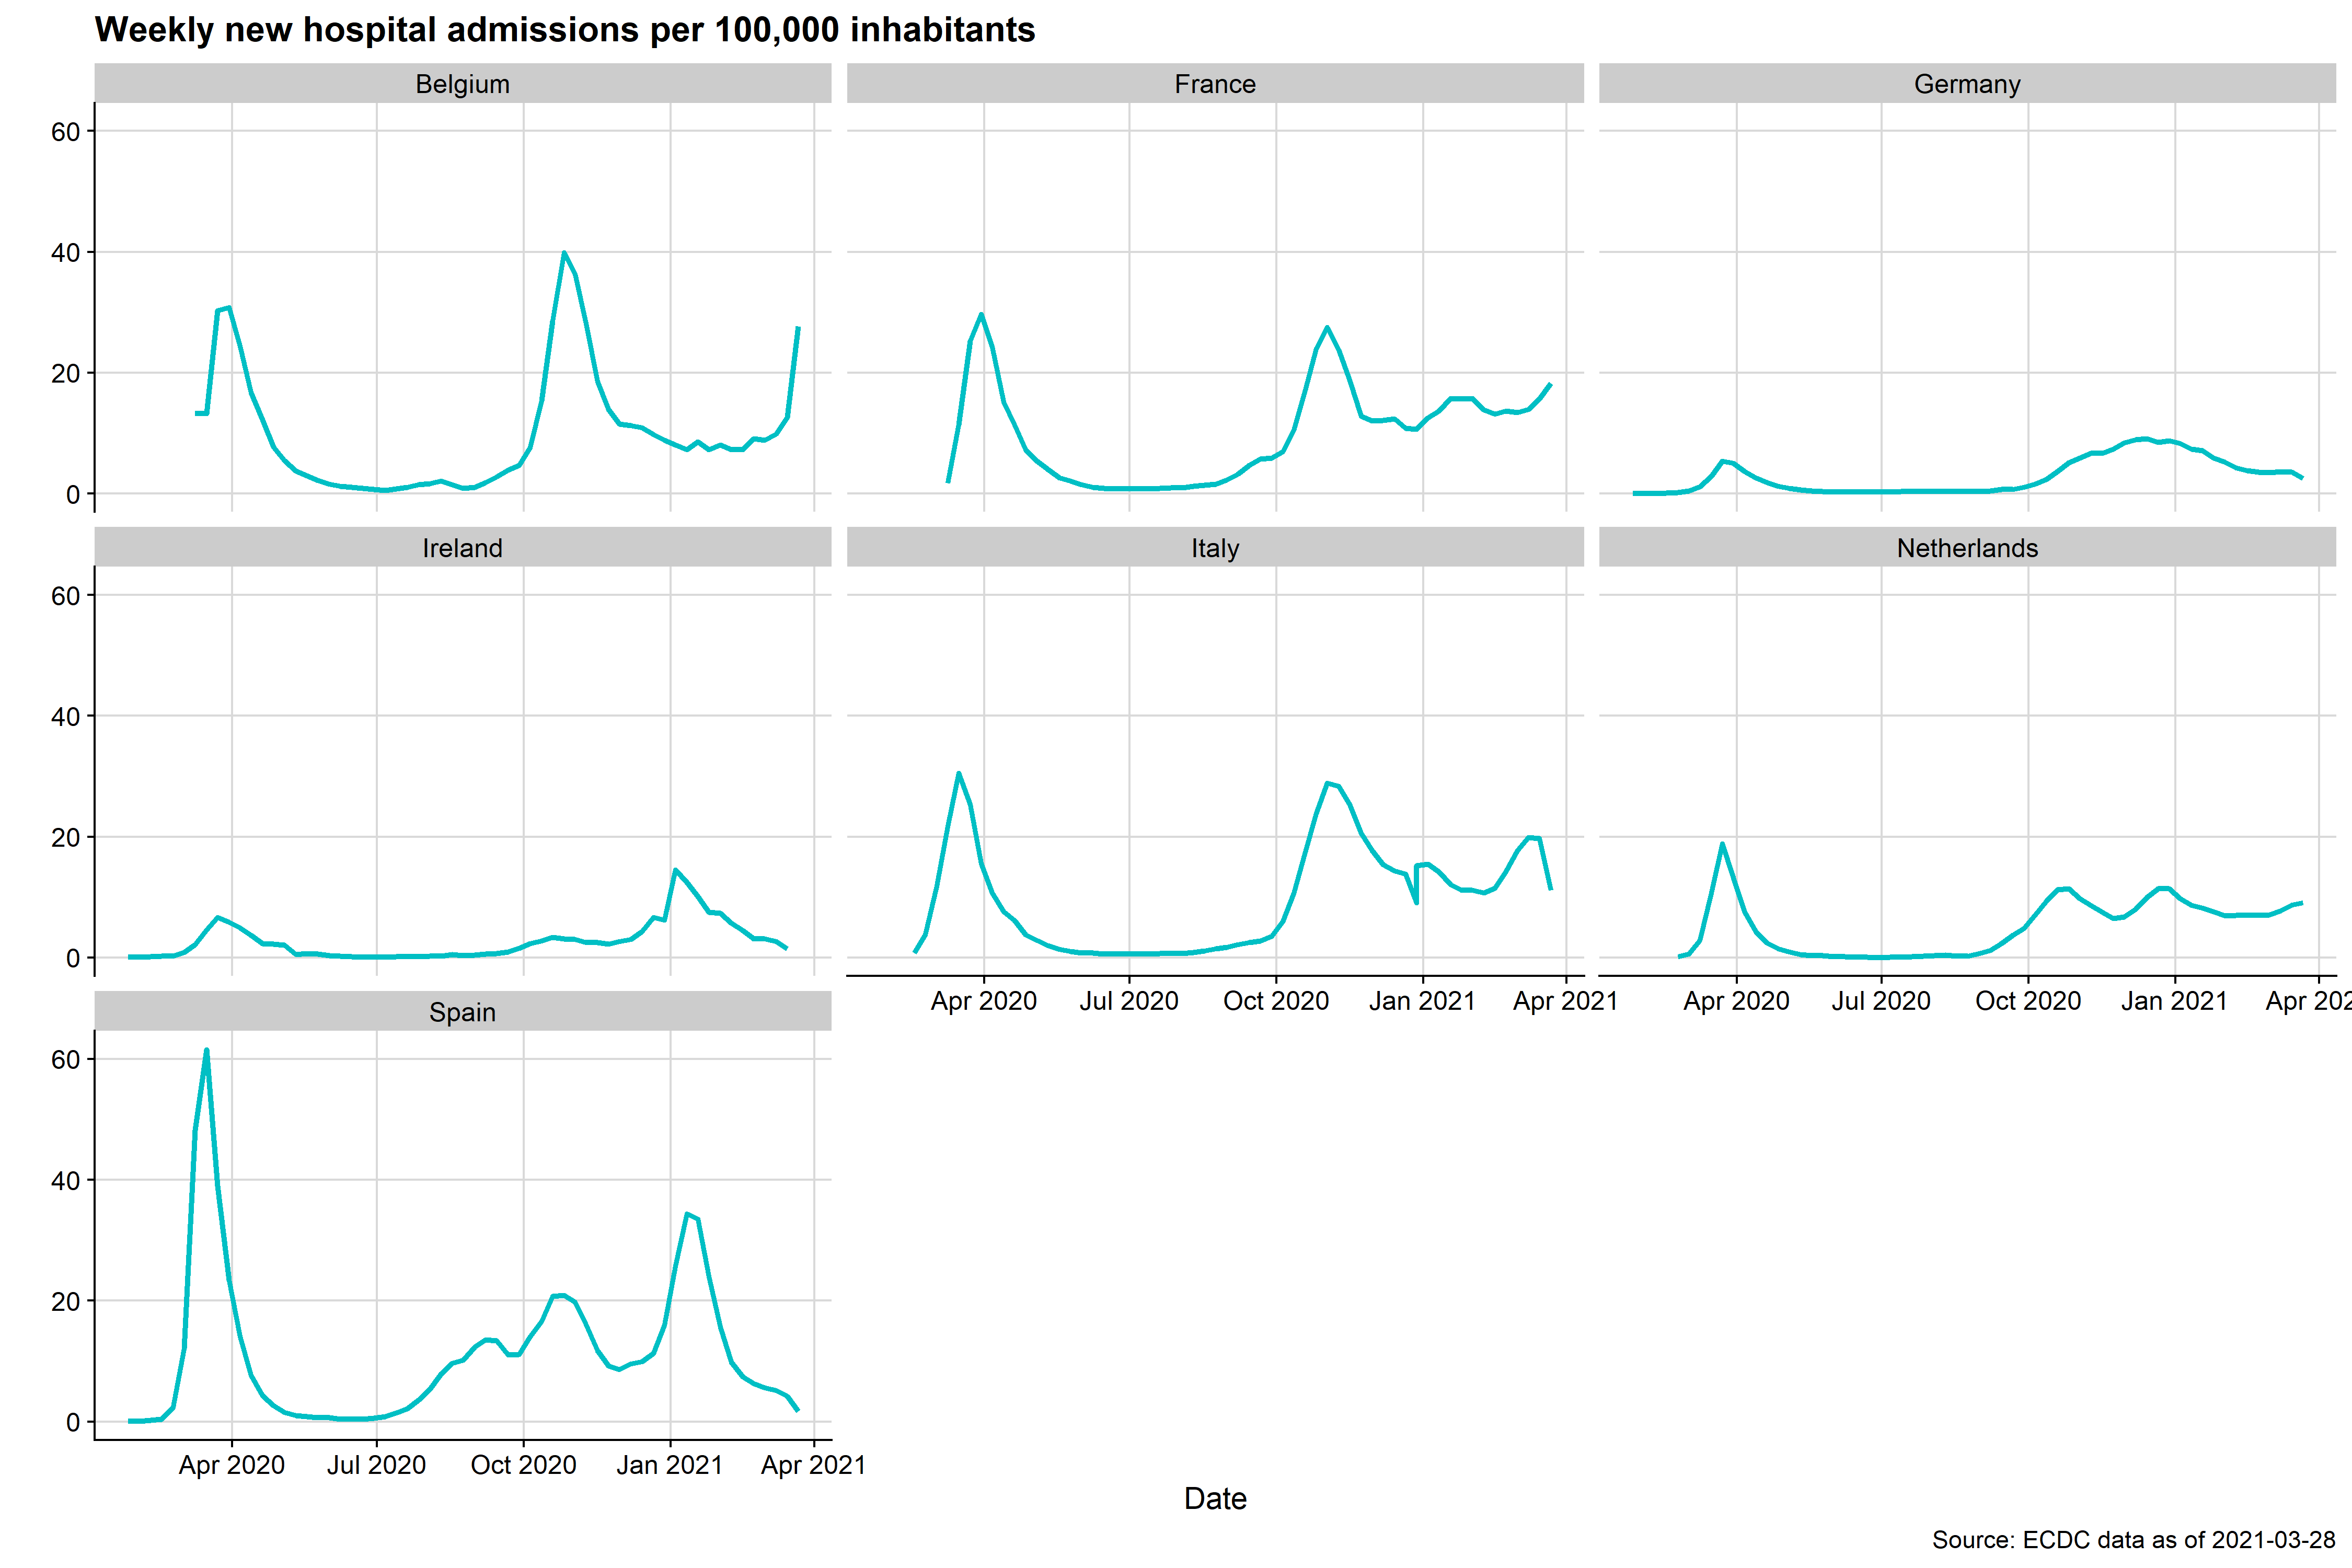 Weekly new hospital admissions per 100,000 inhabitants
Belgium France Germany
60
40
20
0
Ireland Italy Netherlands
60
40
20
0
Apr 2020 Jul 2020 Oct 2020 Jan 2021 Apr 2021 Apr 2020 Jul 2020 Oct 2020 Jan 2021 Apr 202
Spain
60
40
20
0
Apr 2020 Jul 2020 Oct 2020 Jan 2021 Apr 2021
Date
Source: ECDC data as of 2021-03-28